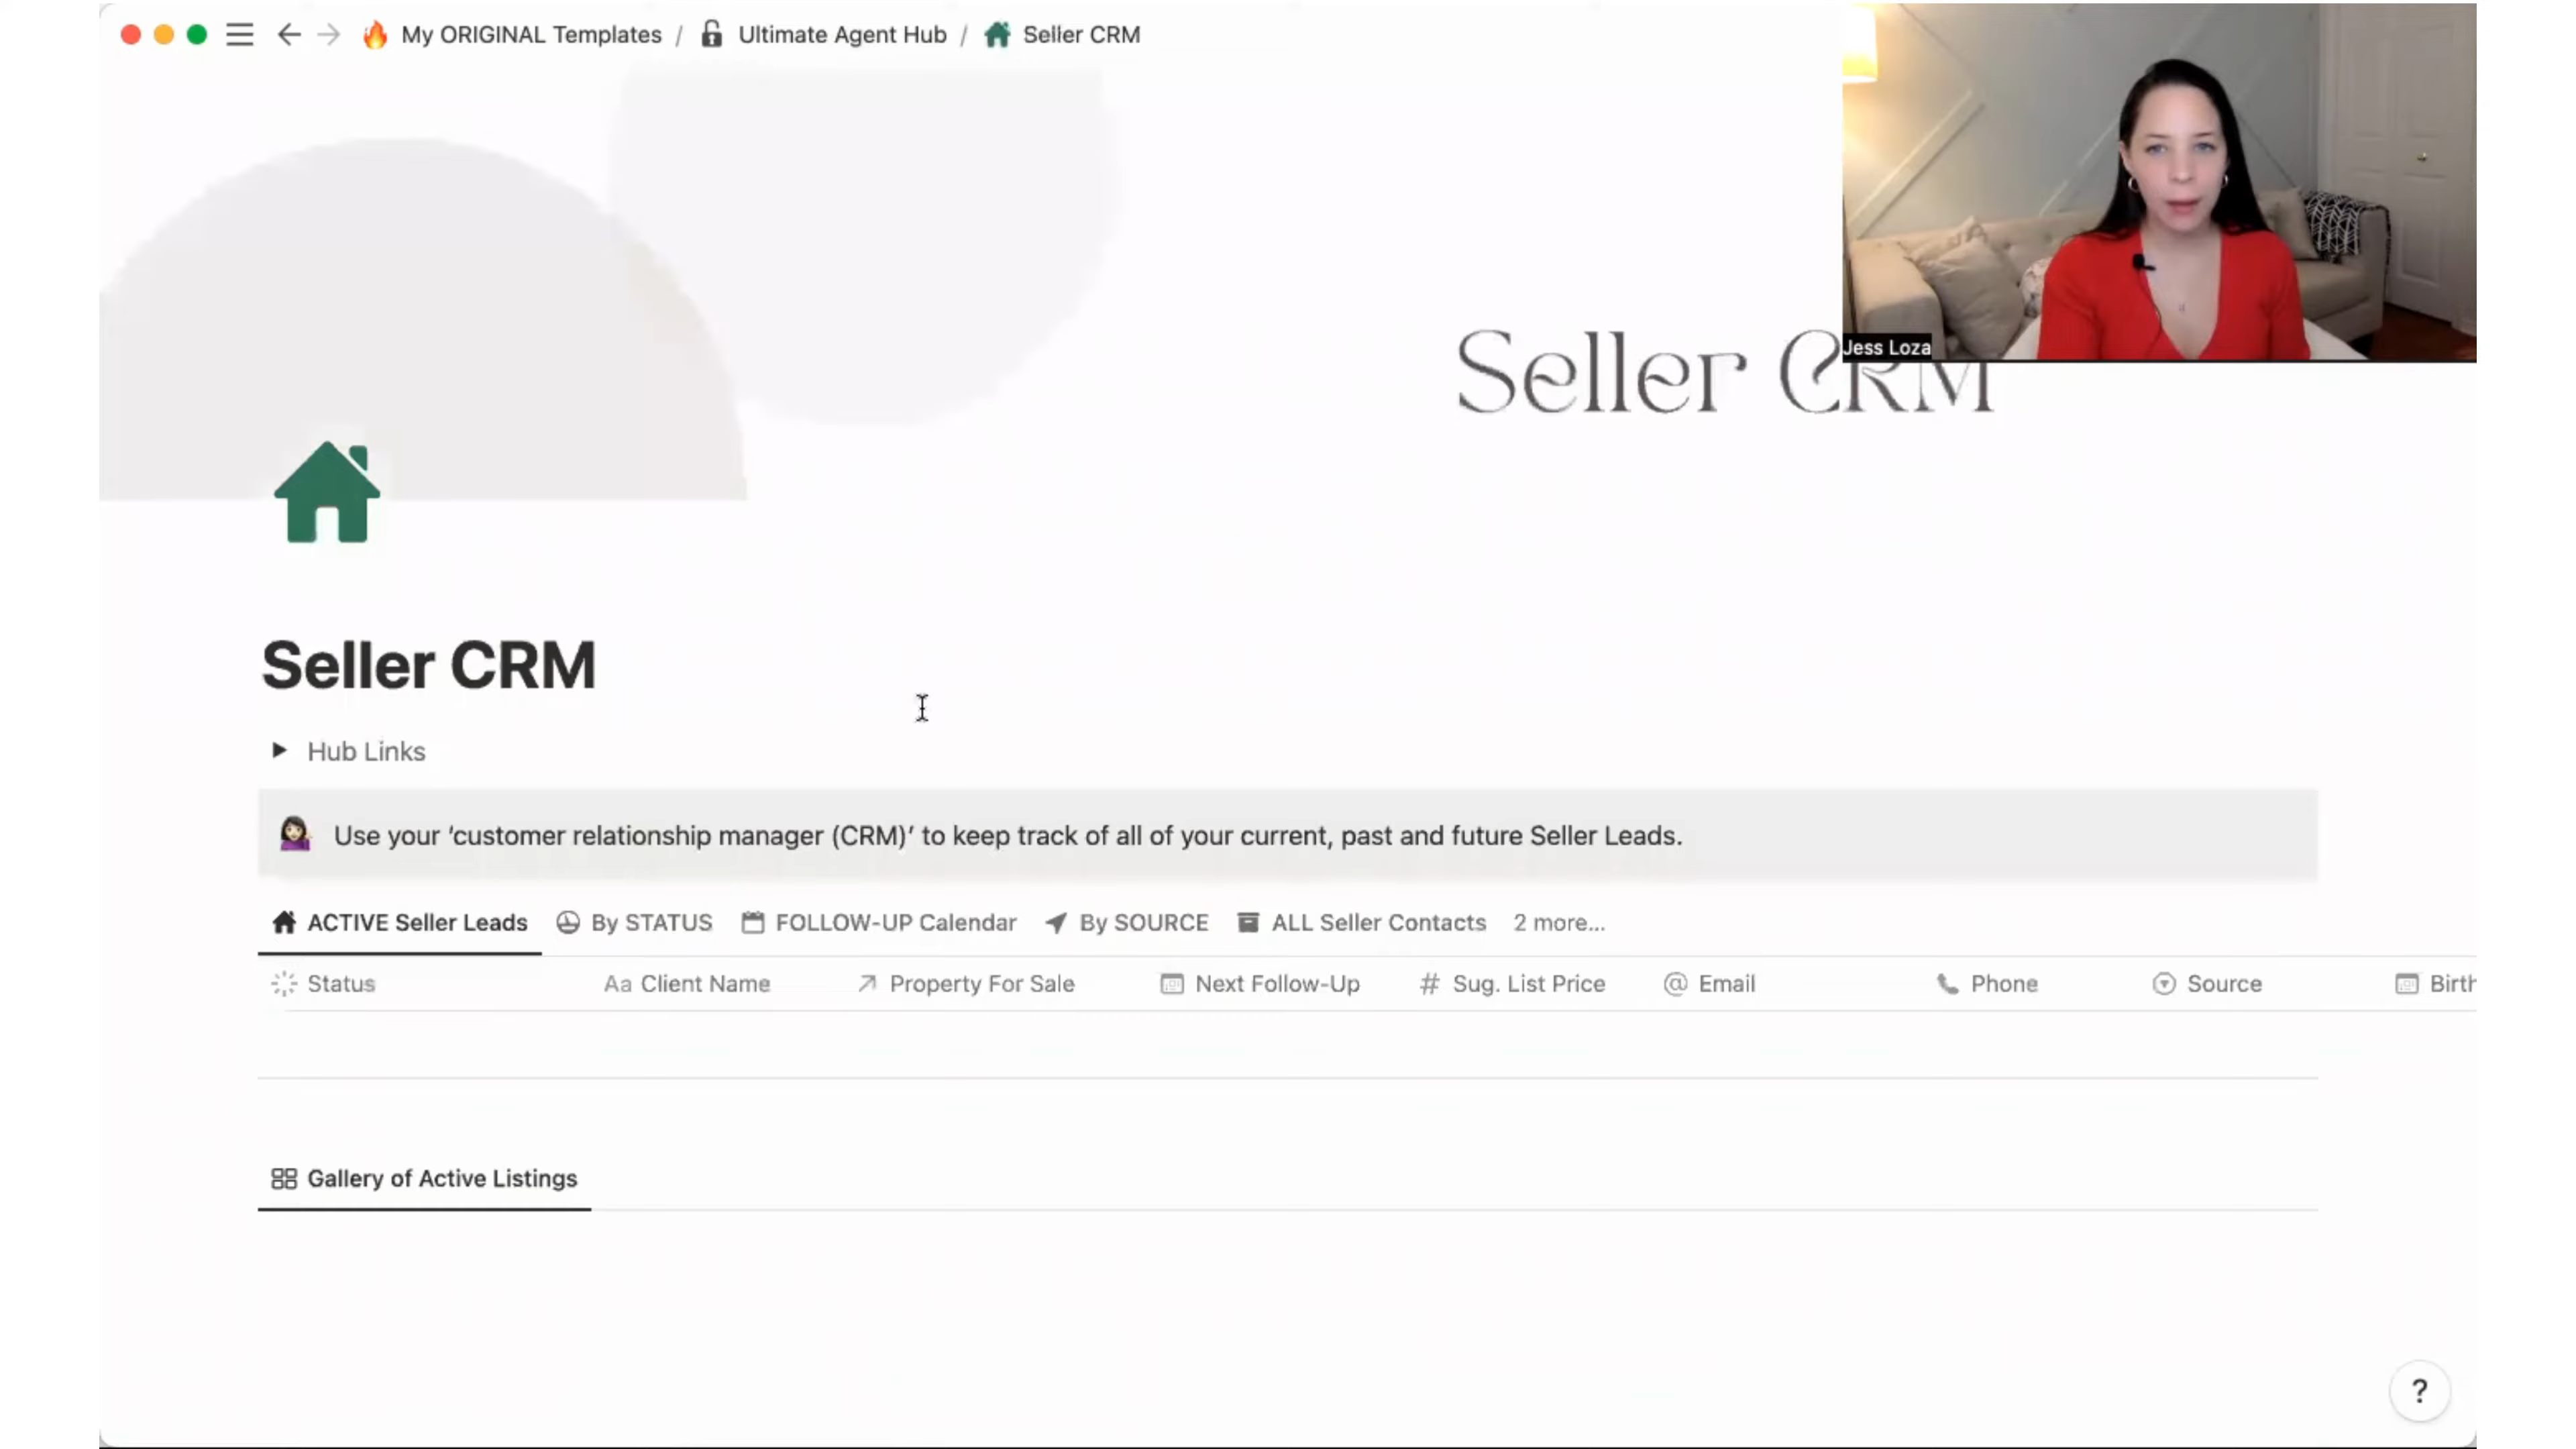 My ORIGINAL Templates / Ultimate Agent Hub / Seller CRM
Jess Loza
Seller CRM
Seller CRM
Hub Links
Use your ‘customer relationship manager (CRM)’ to keep track of all of your current, past and future Seller Leads.
ACTIVE Seller Leads By STATUS FOLLOW-UP Calendar By SOURCE ALL Seller Contacts 2 more...
Status Aa Client Name Property For Sale Next Follow-Up # Sug. List Price @ Email Phone Source Birth
Gallery of Active Listings
?